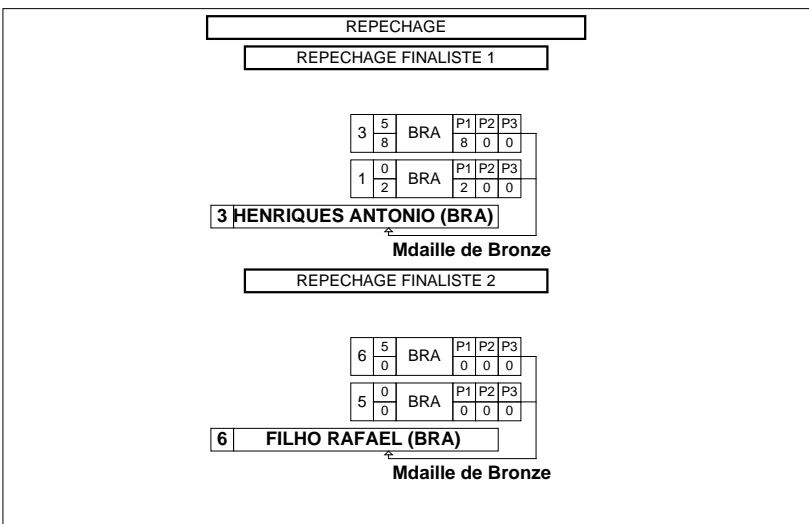 REPECHAGE
REPECHAGE FINALISTE 1
3 5 BRA P1 P2 P3
8 8 0 0
1 0 BRA P1 P2 P3
2 2 0 0
3 HENRIQUES ANTONIO (BRA)
Mdaille de Bronze
REPECHAGE FINALISTE 2
6 5 BRA P1 P2 P3
0 0 0 0
5 0 BRA P1 P2 P3
0 0 0 0
6 FILHO RAFAEL (BRA)
Mdaille de Bronze